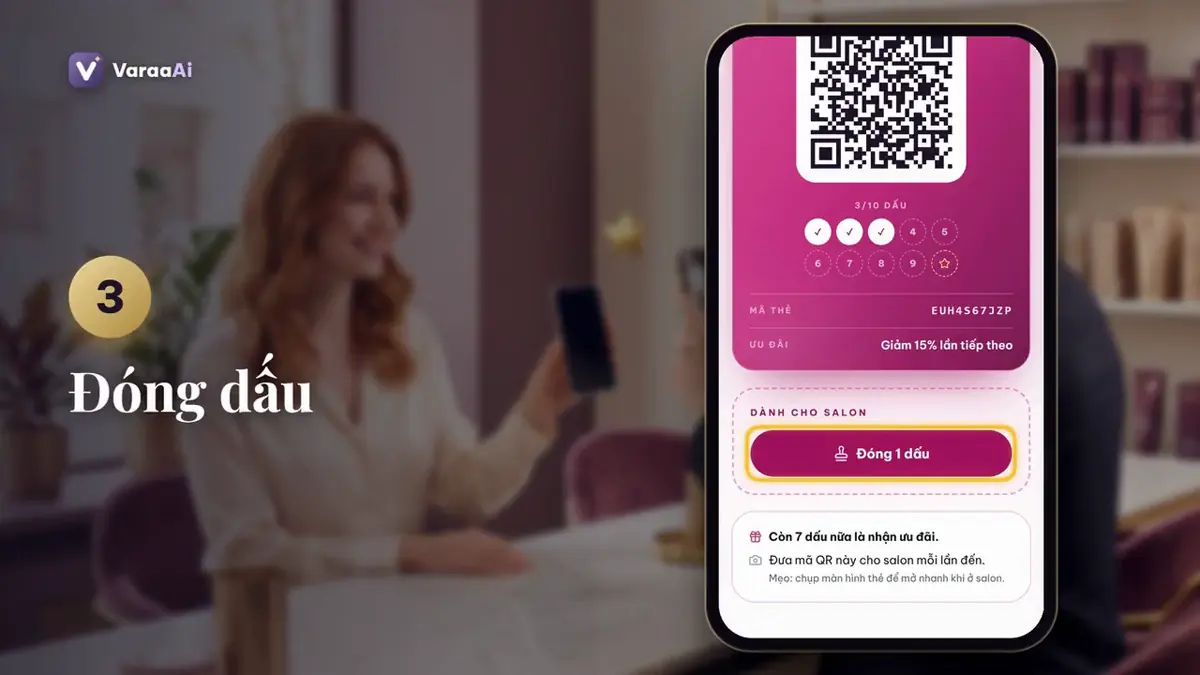 VaraaAi
3
Đóng dấu
3/10 DẤU
4 5
6 7 8 9
MÃ THẺ EUH4S67JZP
ƯU ĐÃI Giảm 15% lần tiếp theo
DÀNH CHO SALON
Đóng 1 dấu
Còn 7 dấu nữa là nhận ưu đãi.
Đưa mã QR này cho salon mỗi lần đến.
Mẹo: chụp màn hình thẻ để mở nhanh khi ở salon.